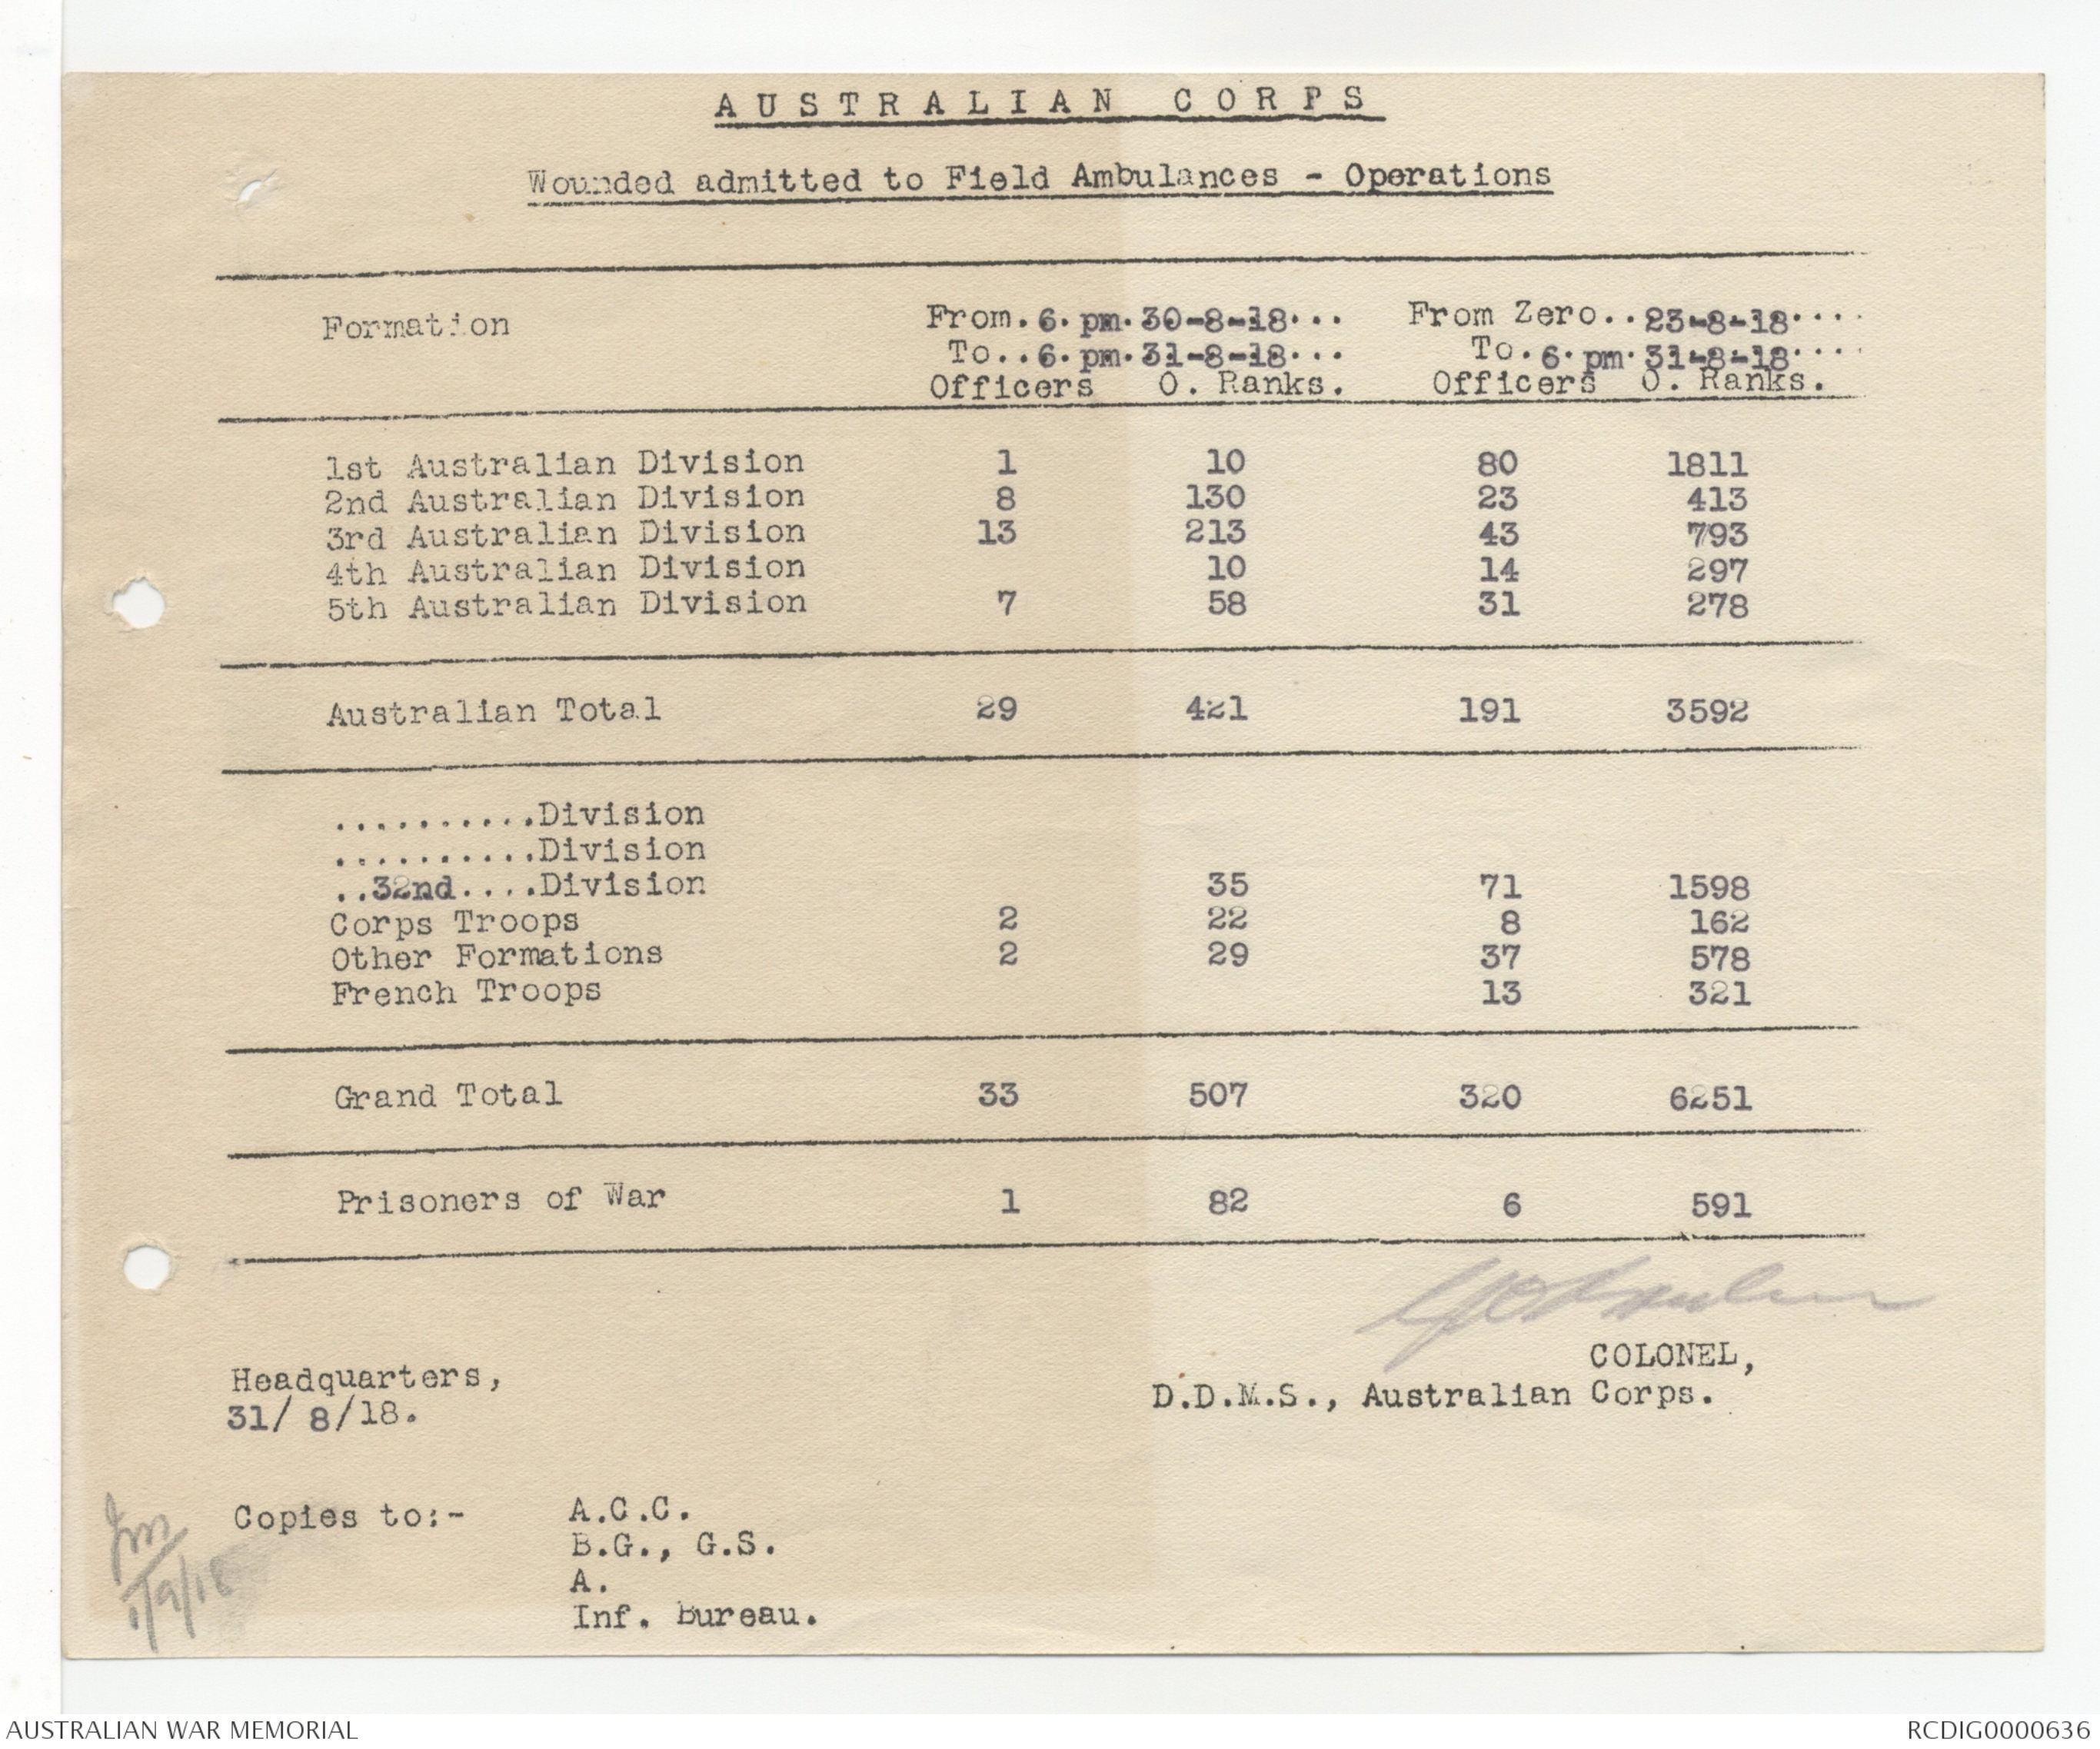 AUSTRALIAN CORPS
Wounded admitted to Field Ambulances - Operations
Formation From. 6. pm. 30-8-18... From Zero..23-8-18....
To..6. pm. 31-8-18... To.6. pm. 31-8-18....
Officers O. Ranks. Officers O. Ranks.
1st Australian Division 1 10 80 1811
2nd Australian Division 8 130 23 413
3rd Australian Division 13 213 43 793
4th Australian Division 10 14 297
5th Australian Division 7 58 31 278
Australian Total 29 421 191 3592
..........Division
..........Division
..32nd....Division 35 71 1598
Corps Troops 2 22 8 162
Other Formations 2 29 37 578
French Troops 13 321
Grand Total 33 507 320 6251
Prisoners of War 1 82 6 591
COLONEL,
D.D.M.S., Australian Corps.
Headquarters,
31/ 8/18.
Copies to:- A.C.C.
B.G., G.S.
A.
Inf. Bureau.
1/9/18
AUSTRALIAN WAR MEMORIAL RCDIG0000636